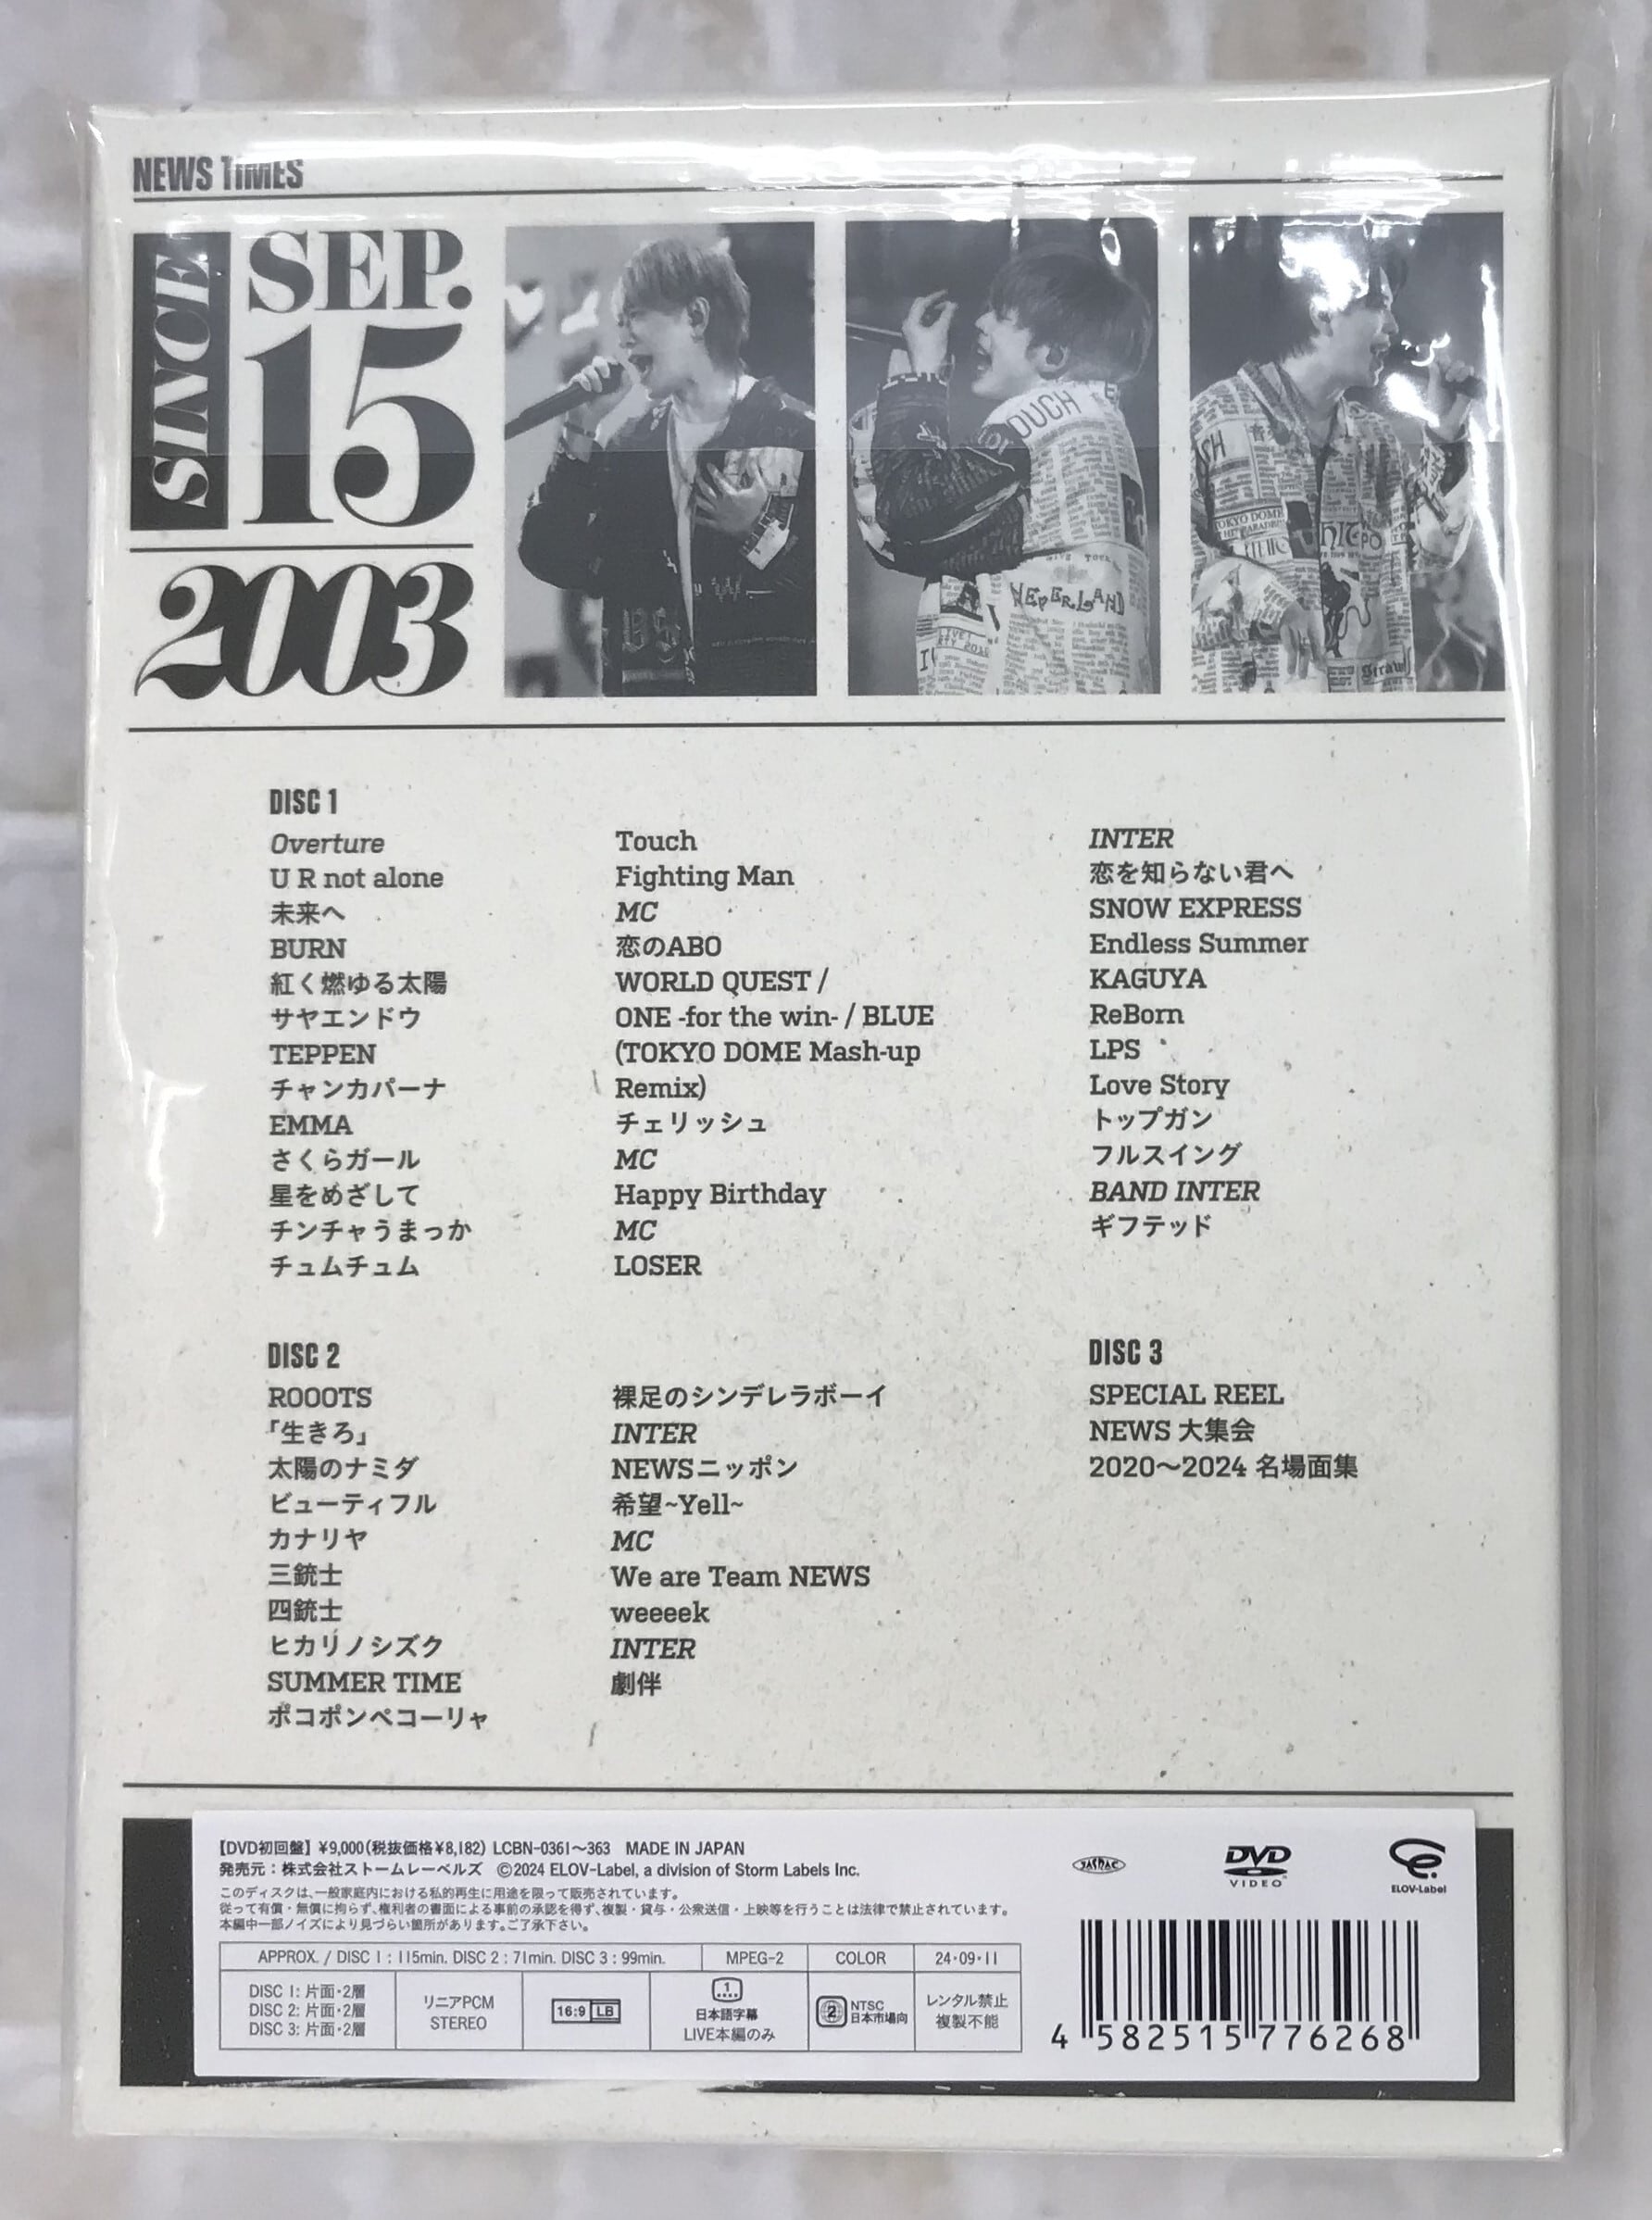 NEWS TIMES
SINCE
SEP.
15
2003
OUCH
NEVERLAND
TOKYO DOME
DISC 1
Overture
U R not alone
未来へ
BURN
紅く燃ゆる太陽
サヤエンドウ
TEPPEN
チャンカパーナ
EMMA
さくらガール
星をめざして
チンチャうまっか
チュムチュム
Touch
Fighting Man
MC
恋のABO
WORLD QUEST /
ONE -for the win- / BLUE
(TOKYO DOME Mash-up
Remix)
チェリッシュ
MC
Happy Birthday
MC
LOSER
INTER
恋を知らない君へ
SNOW EXPRESS
Endless Summer
KAGUYA
ReBorn
LPS
Love Story
トップガン
フルスイング
BAND INTER
ギフテッド
DISC 2
ROOOTS
「生きろ」
太陽のナミダ
ビューティフル
カナリヤ
三銃士
四銃士
ヒカリノシズク
SUMMER TIME
ポコポンペコーリャ
裸足のシンデレラボーイ
INTER
NEWSニッポン
希望~Yell~
MC
We are Team NEWS
weeeek
INTER
劇伴
DISC 3
SPECIAL REEL
NEWS 大集会
2020〜2024 名場面集
【DVD初回盤】 ¥9,000(税抜価格¥8,182) LCBN-0361〜363 MADE IN JAPAN
発売元：株式会社ストームレーベルズ ©2024 ELOV-Label, a division of Storm Labels Inc.
このディスクは、一般家庭内における私的再生に用途を限って販売されています。
従って有償・無償に拘らず、権利者の書面による事前の承認を得ず、複製・貸与・公衆送信・上映等を行うことは法律で禁止されています。
本編中一部ノイズにより見づらい箇所があります。ご了承下さい。
APPROX. / DISC 1 : 115min. DISC 2 : 71min. DISC 3 : 99min.
MPEG-2
COLOR
24・09・11
DISC 1: 片面・2層
DISC 2: 片面・2層
DISC 3: 片面・2層
リニアPCM
STEREO
16:9 LB
1
日本語字幕
LIVE本編のみ
2
NTSC
日本市場向
レンタル禁止
複製不能
JASRAC
DVD
VIDEO
ELOV-Label
4 582515 776268